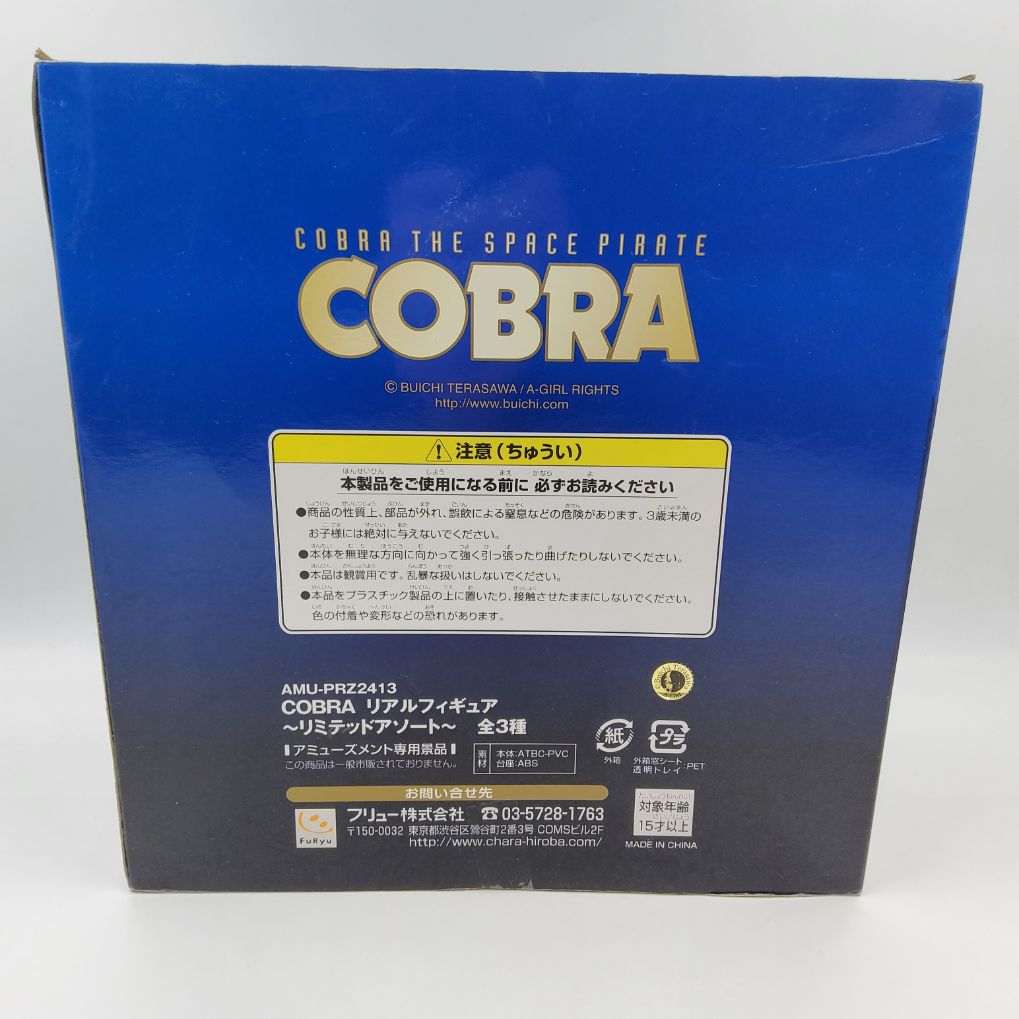 COBRA THE SPACE PIRATE
COBRA
© BUICHI TERASAWA / A-GIRL RIGHTS
http://www.buichi.com
注意(ちゅうい)
ほんせいひん しよう まえ かなら よ
本製品をご使用になる前に 必ずお読みください
●商品の性質上、部品が外れ、誤飲による窒息などの危険があります。3歳未満の
お子様には絶対に与えないでください。
●本体を無理な方向に向かって強く引っ張ったり曲げたりしないでください。
●本品は観賞用です。乱暴な扱いはしないでください。
●本品をプラスチック製品の上に置いたり、接触させたままにしないでください。
色の付着や変形などの恐れがあります。
Buichi Terasawa
AMU-PRZ2413
COBRA リアルフィギュア
~リミテッドアソート~ 全3種
アミューズメント専用景品
この商品は一般市販されておりません。
素材 本体:ATBC-PVC
台座:ABS
紙
外箱
プラ
外箱窓シート
透明トレイ :PET
お問い合せ先
FuRyu
フリュー株式会社 ☎03-5728-1763
〒150-0032 東京都渋谷区鶯谷町2番3号 COMSビル2F
http://www.chara-hiroba.com/
対象年齢
15才以上
MADE IN CHINA